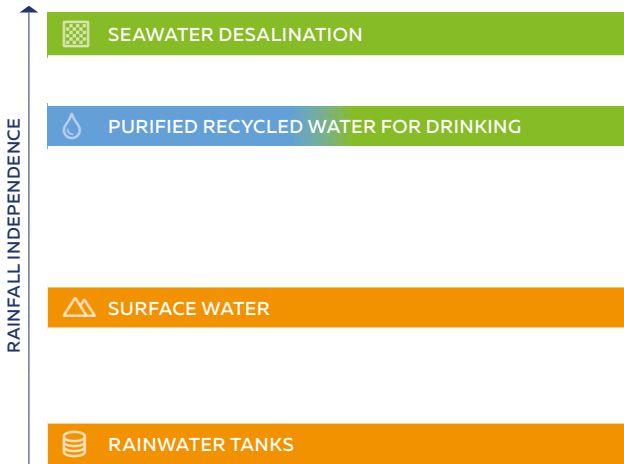 SEAWATER DESALINATION
PURIFIED RECYCLED WATER FOR DRINKING
RAINFALL INDEPENDENCE
SURFACE WATER
RAINWATER TANKS